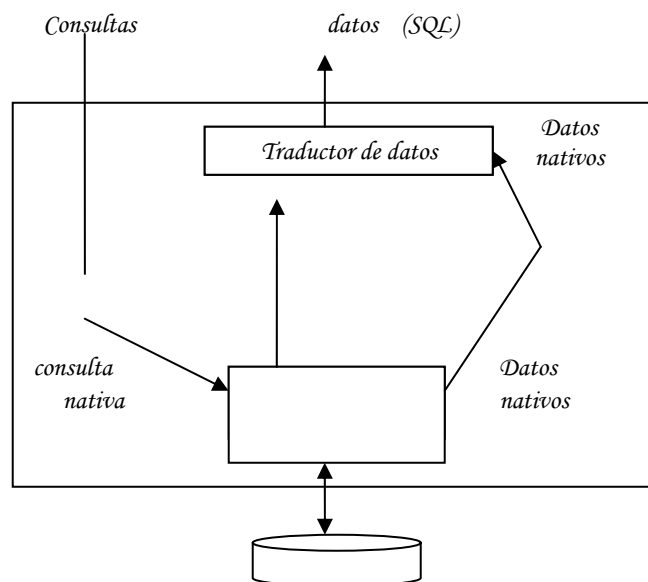 Consultas
datos (SQL)
Traductor de datos
Datos
nativos
consulta
nativa
Datos
nativos